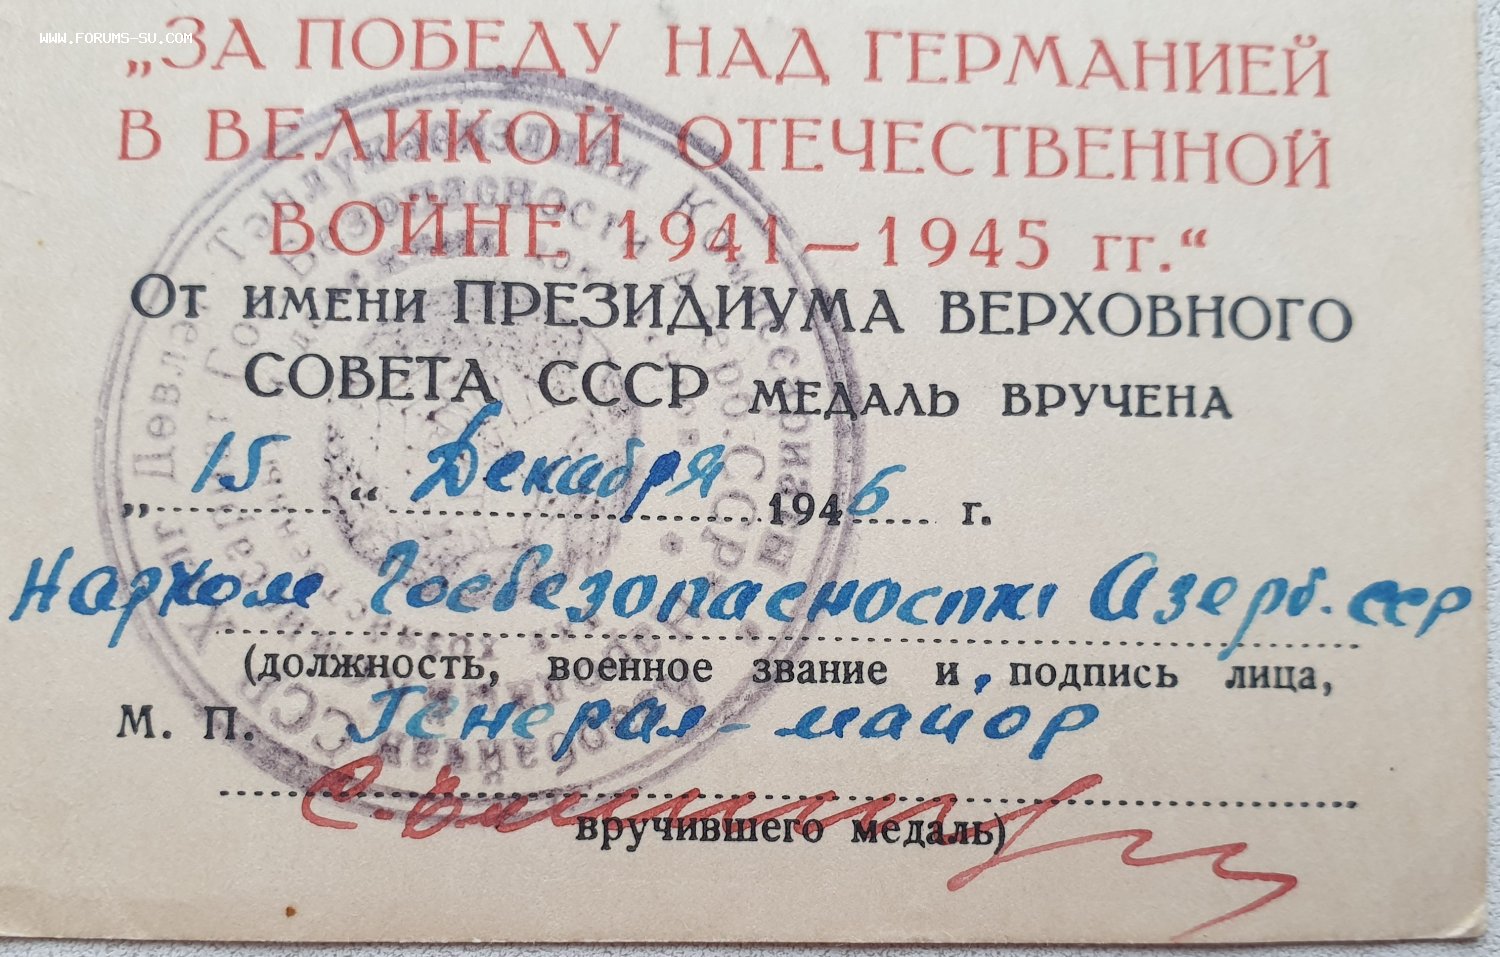 WWW.FORUMS-SU.COM
„ЗА ПОБЕДУ НАД ГЕРМАНИЕЙ
В ВЕЛИКОЙ ОТЕЧЕСТВЕННОЙ
ВОЙНЕ 1941—1945 гг.“
От имени ПРЕЗИДИУМА ВЕРХОВНОГО
СОВЕТА СССР МЕДАЛЬ ВРУЧЕНА
„15“ Декабря 1946 г.
Нарком Госбезопасности Азерб. ССР
(должность, военное звание и подпись лица,
М. П. Генерал-майор
вручившего медаль)